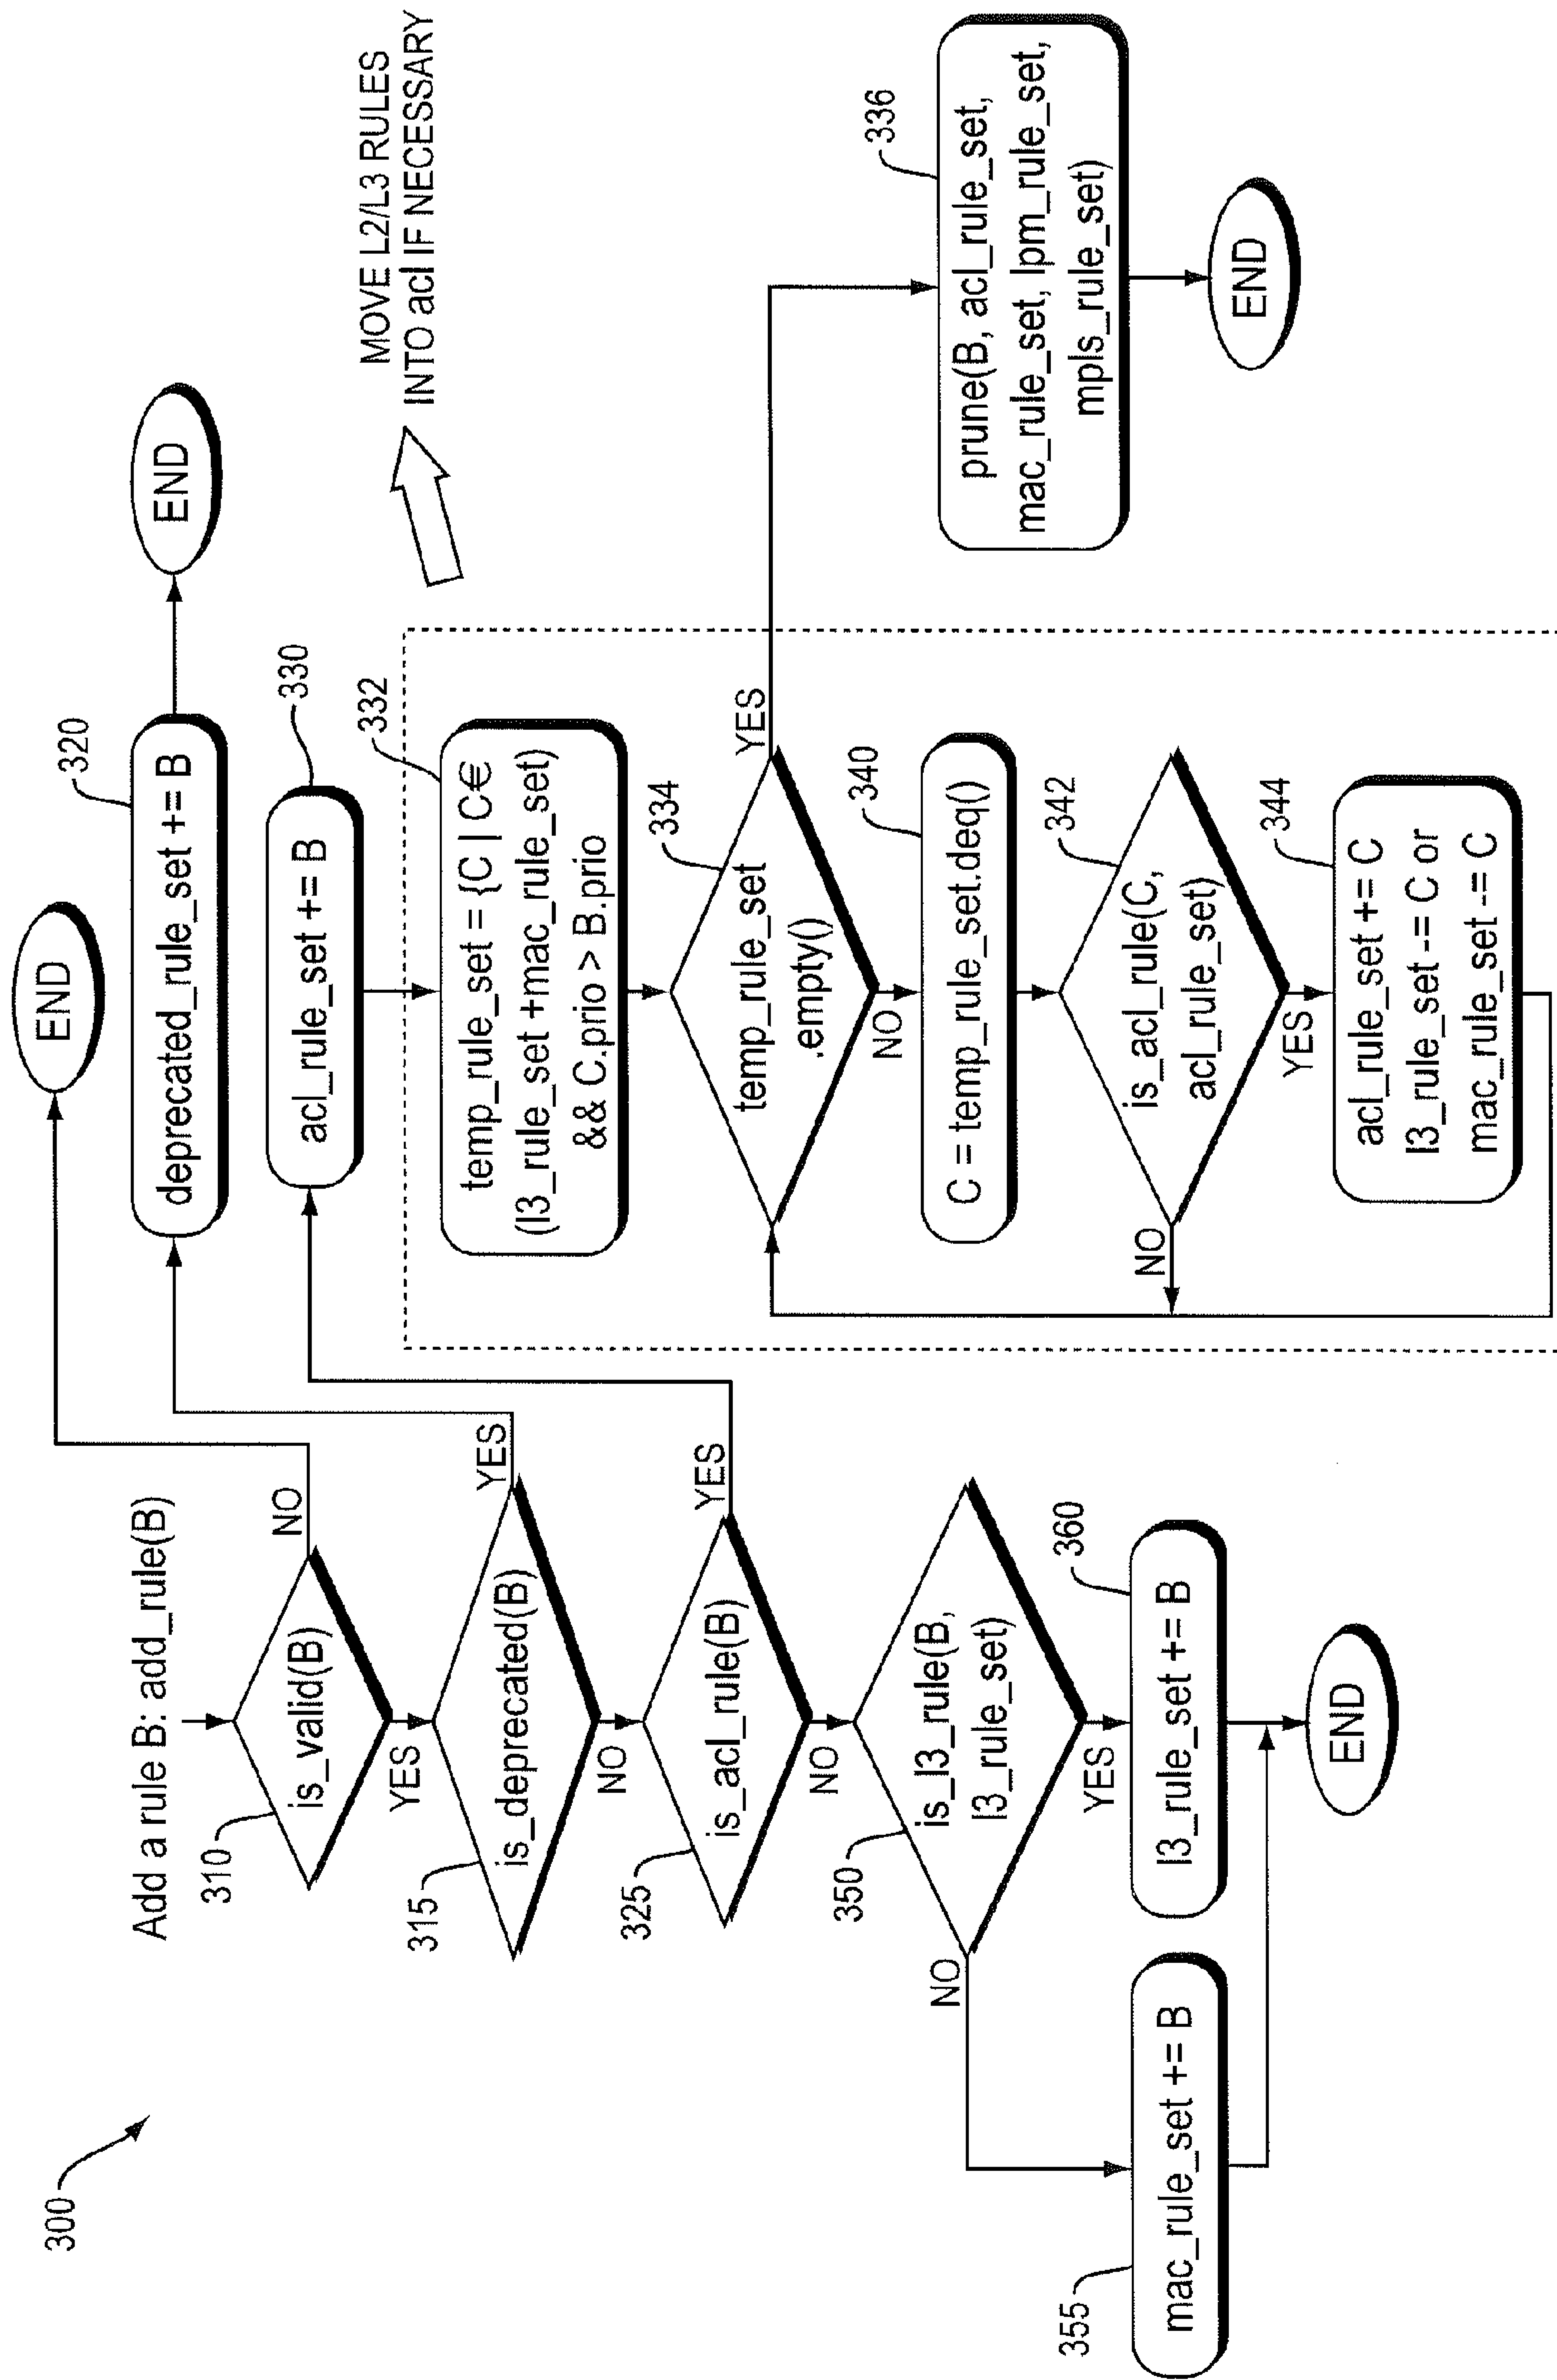 300
Add a rule B: add_rule(B)
310
is_valid(B)
NO
END
YES
315
is_deprecated(B)
YES
320
deprecated_rule_set += B
END
NO
325
is_acl_rule(B)
YES
330
acl_rule_set += B
NO
350
is_l3_rule(B,
l3_rule_set)
NO
355
mac_rule_set += B
YES
360
l3_rule_set += B
END
MOVE L2/L3 RULES
INTO acl IF NECESSARY
332
temp_rule_set = {C | C∈
(l3_rule_set +mac_rule_set)
&& C.prio > B.prio
334
temp_rule_set
.empty()
YES
336
prune(B, acl_rule_set,
mac_rule_set, lpm_rule_set,
mpls_rule_set)
END
NO
340
C = temp_rule_set.deq()
342
is_acl_rule(C,
acl_rule_set)
NO
YES
344
acl_rule_set += C
l3_rule_set -= C or
mac_rule_set -= C